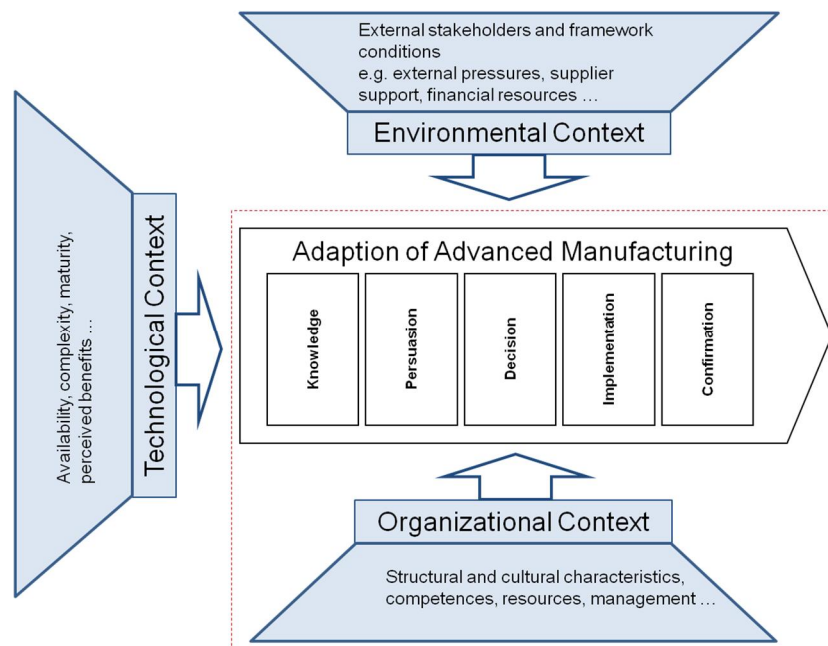 External stakeholders and framework
conditions
e.g. external pressures, supplier
support, financial resources …
Environmental Context
Availability, complexity, maturity,
perceived benefits …
Technological Context
Adaption of Advanced Manufacturing
Knowledge
Persuasion
Decision
Implementation
Confirmation
Organizational Context
Structural and cultural characteristics,
competences, resources, management …